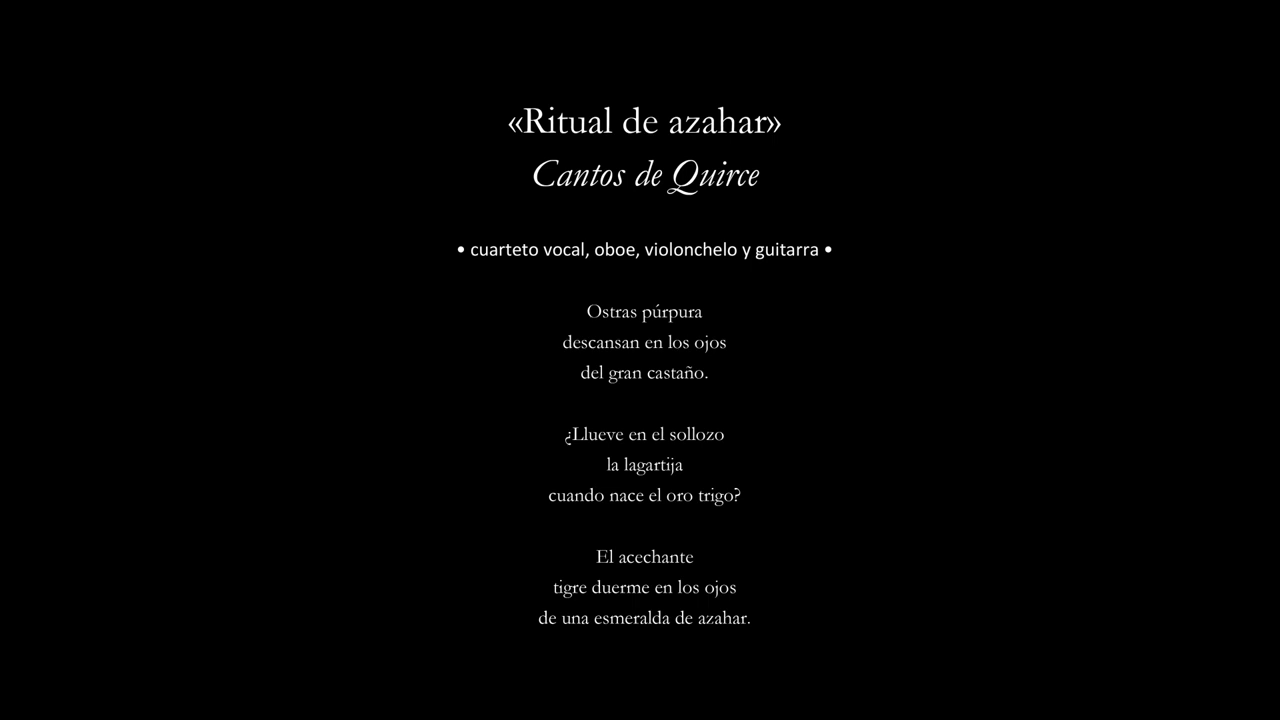 «Ritual de azahar»
Cantos de Quirce
• cuarteto vocal, oboe, violonchelo y guitarra •
Ostras púrpura
descansan en los ojos
del gran castaño.
¿Llueve en el sollozo
la lagartija
cuando nace el oro trigo?
El acechante
tigre duerme en los ojos
de una esmeralda de azahar.